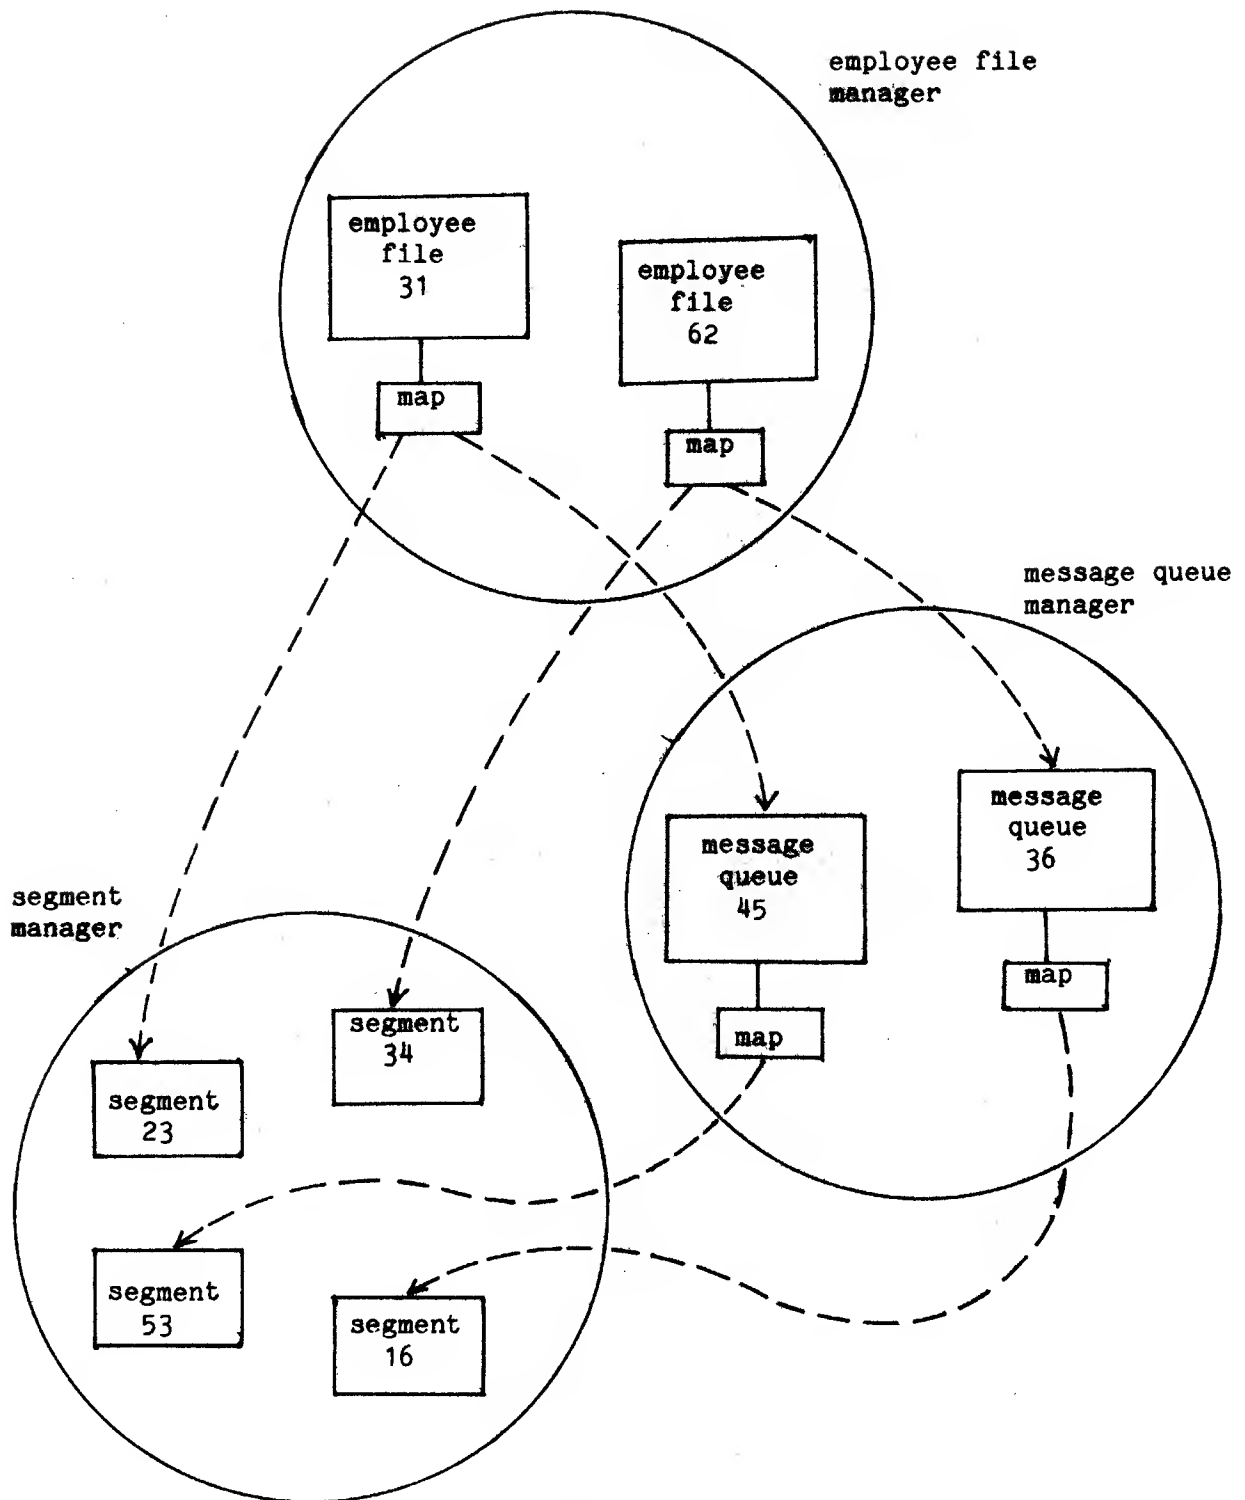 employee file
manager
employee
file
31
map
employee
file
62
map
message queue
manager
message
queue
45
map
message
queue
36
map
segment
manager
segment
23
segment
34
segment
53
segment
16